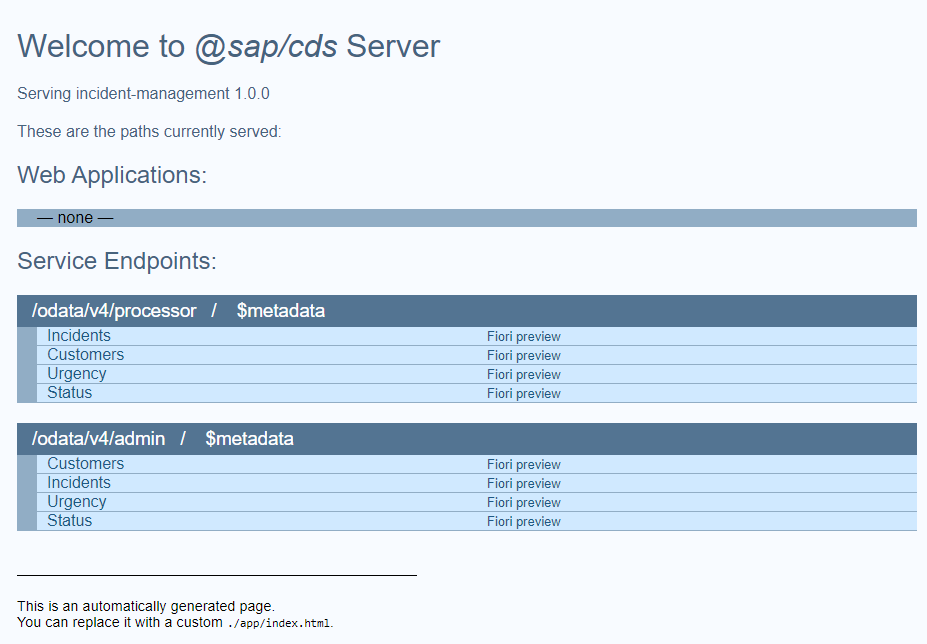 Welcome to @sap/cds Server
Serving incident-management 1.0.0
These are the paths currently served:
Web Applications:
— none —
Service Endpoints:
/odata/v4/processor / $metadata
Incidents Fiori preview
Customers Fiori preview
Urgency Fiori preview
Status Fiori preview
/odata/v4/admin / $metadata
Customers Fiori preview
Incidents Fiori preview
Urgency Fiori preview
Status Fiori preview
This is an automatically generated page.
You can replace it with a custom ./app/index.html.